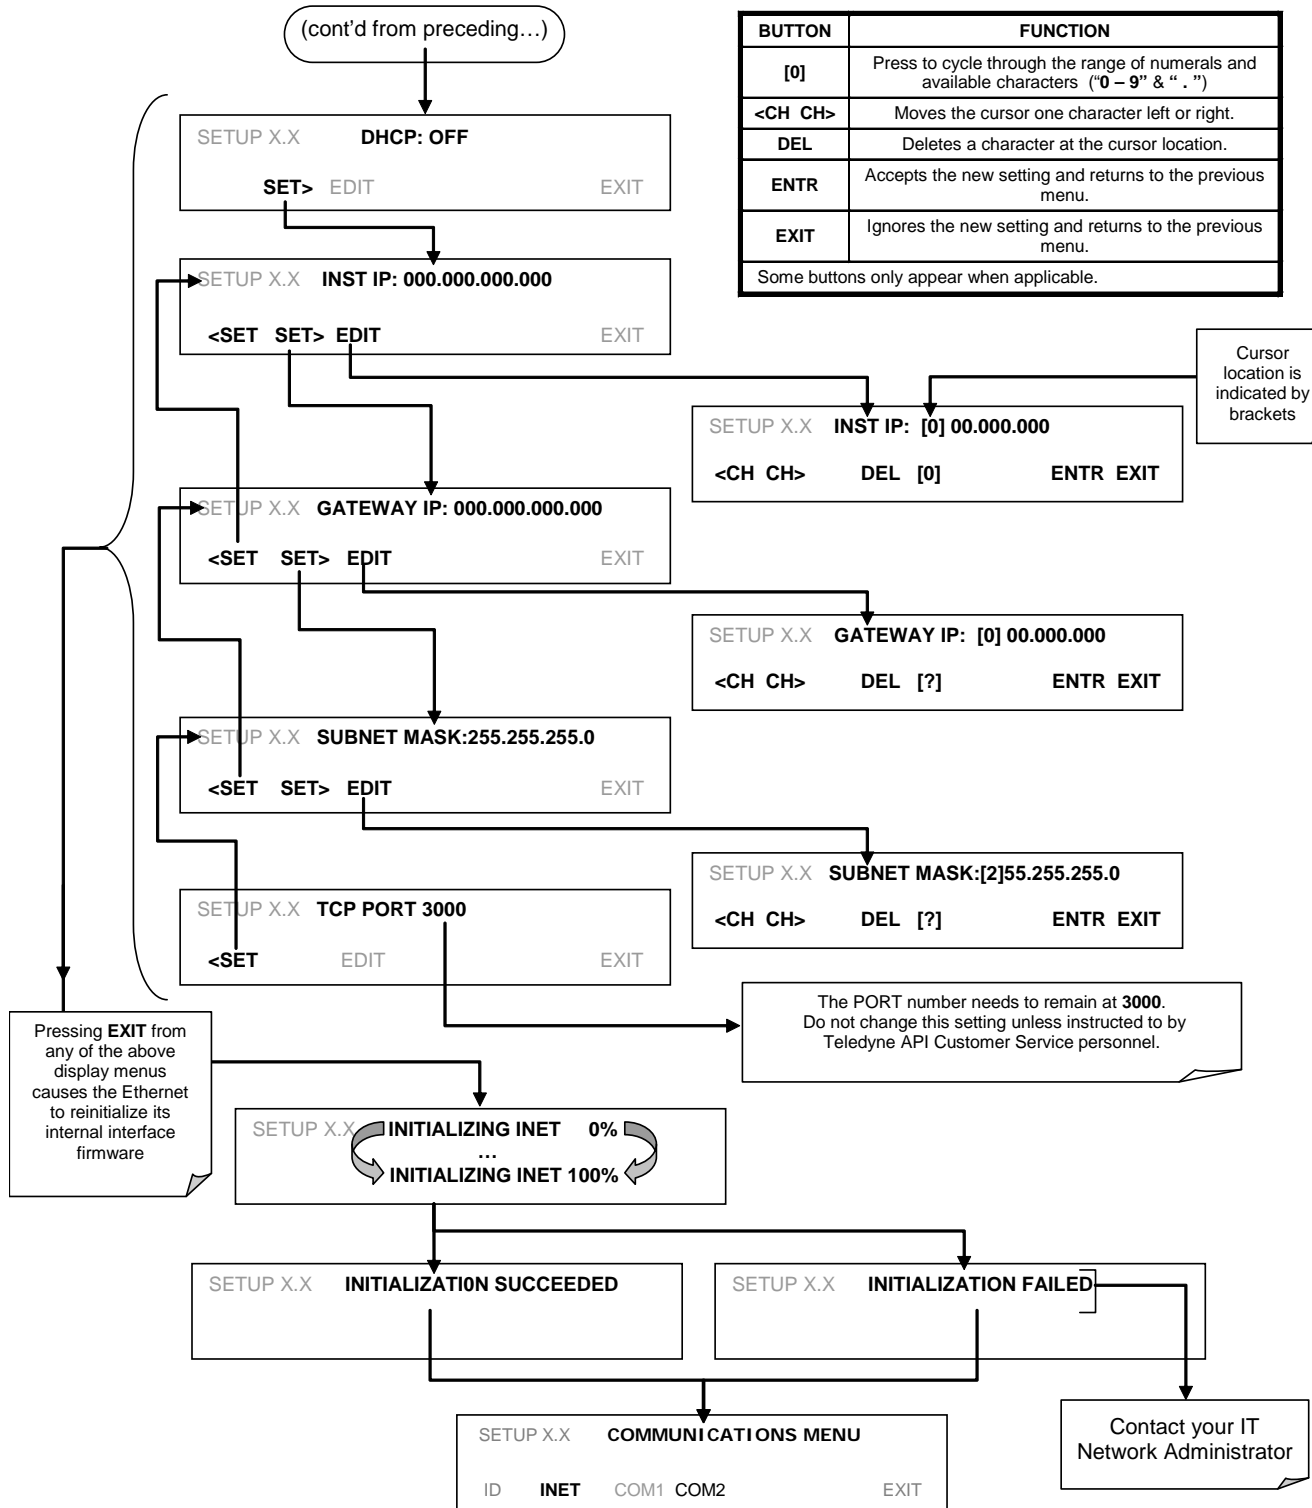 (cont'd from preceding…)
BUTTON FUNCTION
[0] Press to cycle through the range of numerals and
available characters (“0 – 9” & “ . ”)
<CH CH> Moves the cursor one character left or right.
DEL Deletes a character at the cursor location.
ENTR Accepts the new setting and returns to the previous
menu.
EXIT Ignores the new setting and returns to the previous
menu.
Some buttons only appear when applicable.
SETUP X.X DHCP: OFF
SET> EDIT EXIT
SETUP X.X INST IP: 000.000.000.000
<SET SET> EDIT EXIT
Cursor
location is
indicated by
brackets
SETUP X.X INST IP: [0] 00.000.000
<CH CH> DEL [0] ENTR EXIT
SETUP X.X GATEWAY IP: 000.000.000.000
<SET SET> EDIT EXIT
SETUP X.X GATEWAY IP: [0] 00.000.000
<CH CH> DEL [?] ENTR EXIT
SETUP X.X SUBNET MASK:255.255.255.0
<SET SET> EDIT EXIT
SETUP X.X SUBNET MASK:[2]55.255.255.0
<CH CH> DEL [?] ENTR EXIT
SETUP X.X TCP PORT 3000
<SET EDIT EXIT
The PORT number needs to remain at 3000.
Do not change this setting unless instructed to by
Teledyne API Customer Service personnel.
Pressing EXIT from
any of the above
display menus
causes the Ethernet
to reinitialize its
internal interface
firmware
SETUP X.X INITIALIZING INET 0%
…
INITIALIZING INET 100%
SETUP X.X INITIALIZATI0N SUCCEEDED
SETUP X.X INITIALIZATION FAILED
Contact your IT
Network Administrator
SETUP X.X COMMUNICATIONS MENU
ID INET COM1 COM2 EXIT